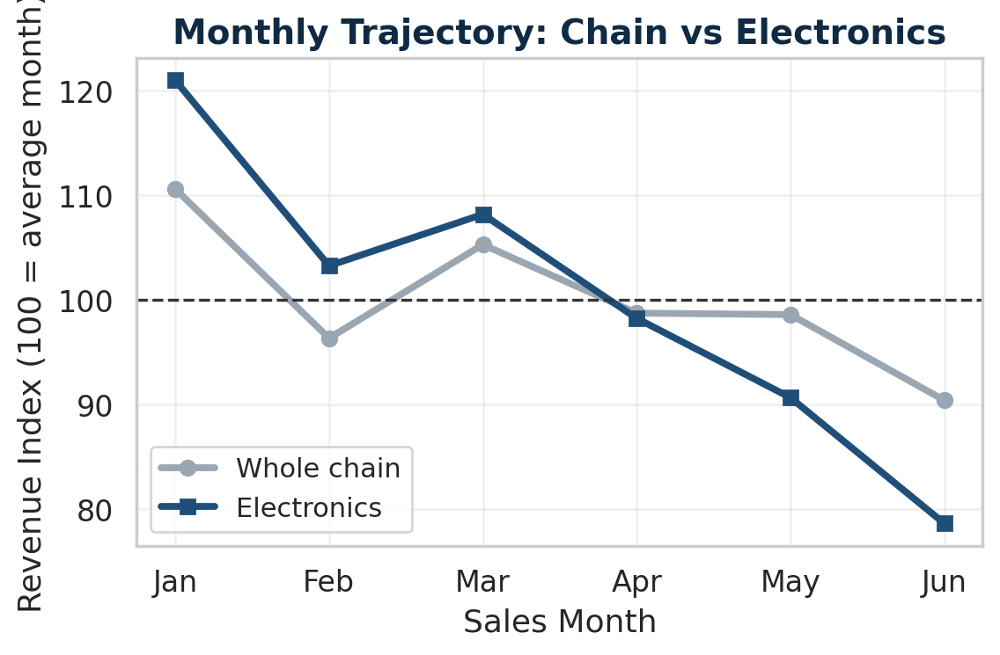 Monthly Trajectory: Chain vs Electronics
Revenue Index (100 = average month)
120
110
100
90
80
Whole chain
Electronics
Jan Feb Mar Apr May Jun
Sales Month